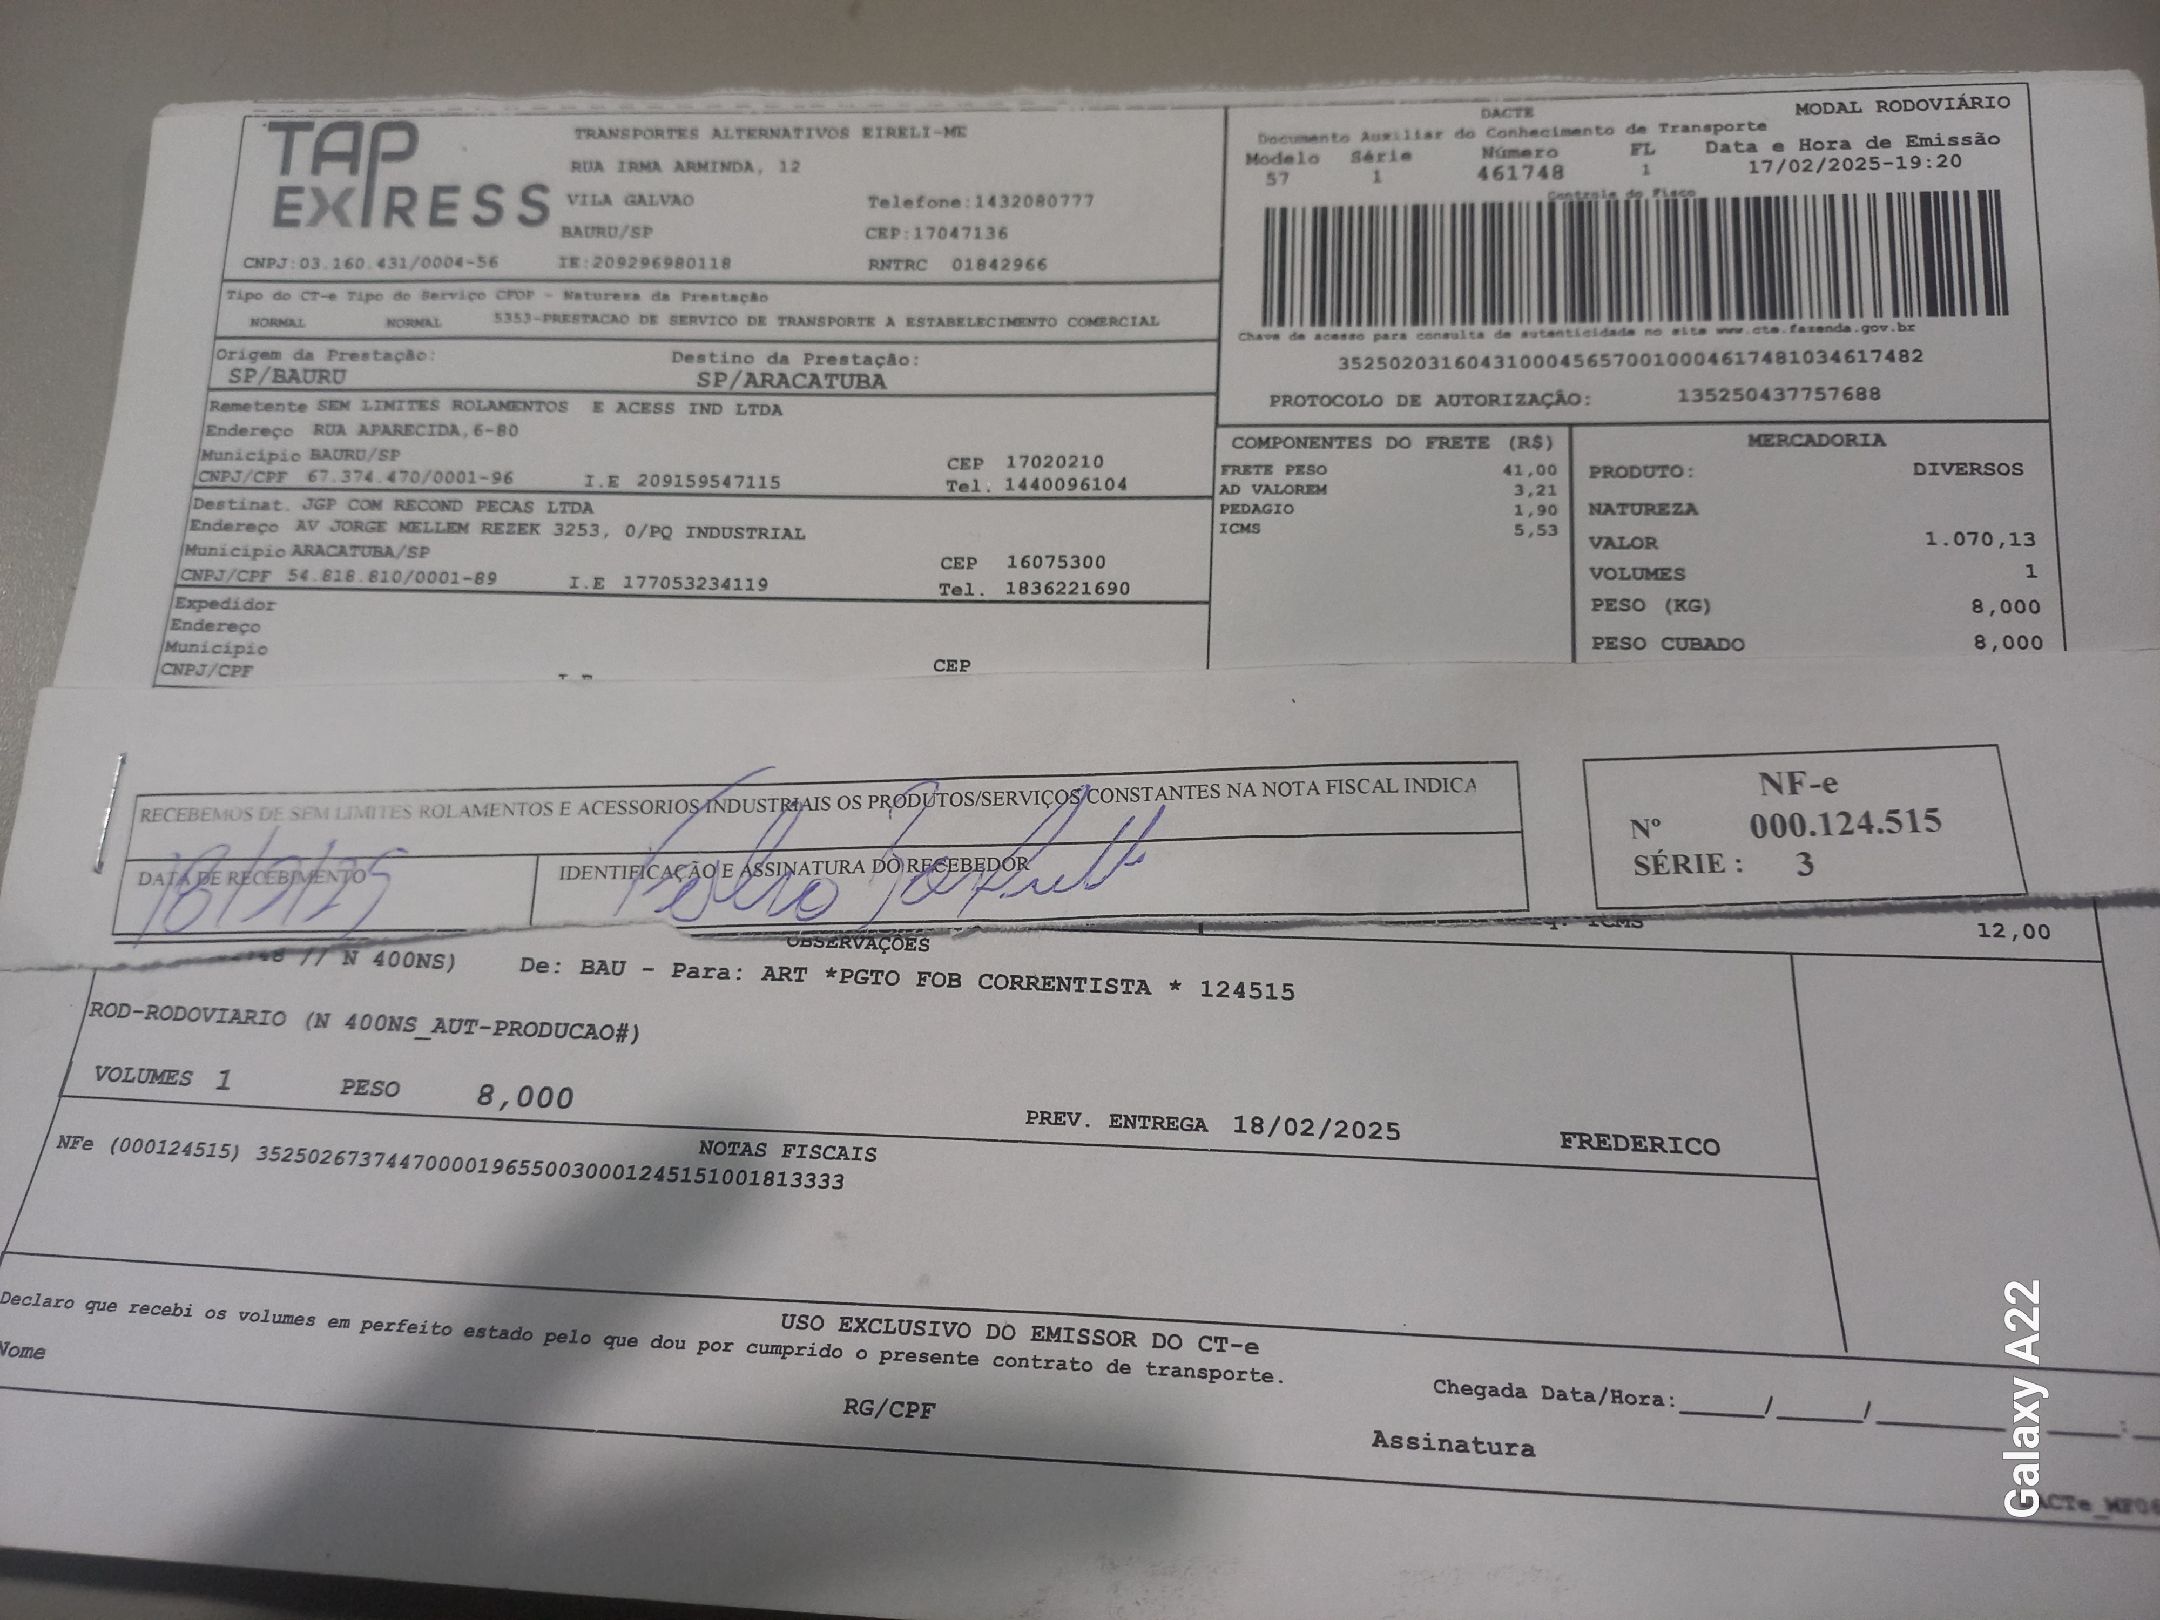 TAP EXPRESS
TRANSPORTES ALTERNATIVOS EIRELI-ME
RUA IRMA ARMINDA, 12
VILA GALVAO Telefone:1432080777
BAURU/SP CEP:17047136
CNPJ:03.160.431/0004-56 IE:209296980118 RNTRC 01842966
Tipo do CT-e Tipo do Serviço CFOP - Natureza da Prestação
NORMAL NORMAL 5353-PRESTACAO DE SERVICO DE TRANSPORTE A ESTABELECIMENTO COMERCIAL
Origem da Prestação: Destino da Prestação:
SP/BAURU SP/ARACATUBA
Remetente SEM LIMITES ROLAMENTOS E ACESS IND LTDA
Endereço RUA APARECIDA,6-80
Município BAURU/SP CEP 17020210
CNPJ/CPF 67.374.470/0001-96 I.E 209159547115 Tel. 1440096104
Destinat. JGP COM RECOND PECAS LTDA
Endereço AV JORGE MELLEM REZEK 3253, 0/PQ INDUSTRIAL
Município ARACATUBA/SP CEP 16075300
CNPJ/CPF 54.818.810/0001-89 I.E 177053234119 Tel. 1836221690
Expedidor
Endereço
Município
CNPJ/CPF CEP
DACTE MODAL RODOVIÁRIO
Documento Auxiliar do Conhecimento de Transporte
Modelo Série Número FL Data e Hora de Emissão
57 1 461748 1 17/02/2025-19:20
Controle do Fisco
Chave de acesso para consulta de autenticidade no site www.cte.fazenda.gov.br
35250203160431000456570010004617481034617482
PROTOCOLO DE AUTORIZAÇÃO: 135250437757688
COMPONENTES DO FRETE (R$)
FRETE PESO 41,00
AD VALOREM 3,21
PEDAGIO 1,90
ICMS 5,53
MERCADORIA
PRODUTO: DIVERSOS
NATUREZA
VALOR 1.070,13
VOLUMES 1
PESO (KG) 8,000
PESO CUBADO 8,000
RECEBEMOS DE SEM LIMITES ROLAMENTOS E ACESSORIOS INDUSTRIAIS OS PRODUTOS/SERVIÇOS CONSTANTES NA NOTA FISCAL INDICA
DATA DE RECEBIMENTO IDENTIFICAÇÃO E ASSINATURA DO RECEBEDOR
NF-e
Nº 000.124.515
SÉRIE : 3
ICMS 12,00
OBSERVAÇÕES
// N 400NS) De: BAU - Para: ART *PGTO FOB CORRENTISTA * 124515
ROD-RODOVIARIO (N 400NS_AUT-PRODUCAO#)
VOLUMES 1 PESO 8,000 PREV. ENTREGA 18/02/2025 FREDERICO
NOTAS FISCAIS
NFe (000124515) 35250267374470000196550030001245151001813333
USO EXCLUSIVO DO EMISSOR DO CT-e
Declaro que recebi os volumes em perfeito estado pelo que dou por cumprido o presente contrato de transporte.
Nome RG/CPF Assinatura Chegada Data/Hora:____/____/____ ____:
Galaxy A22